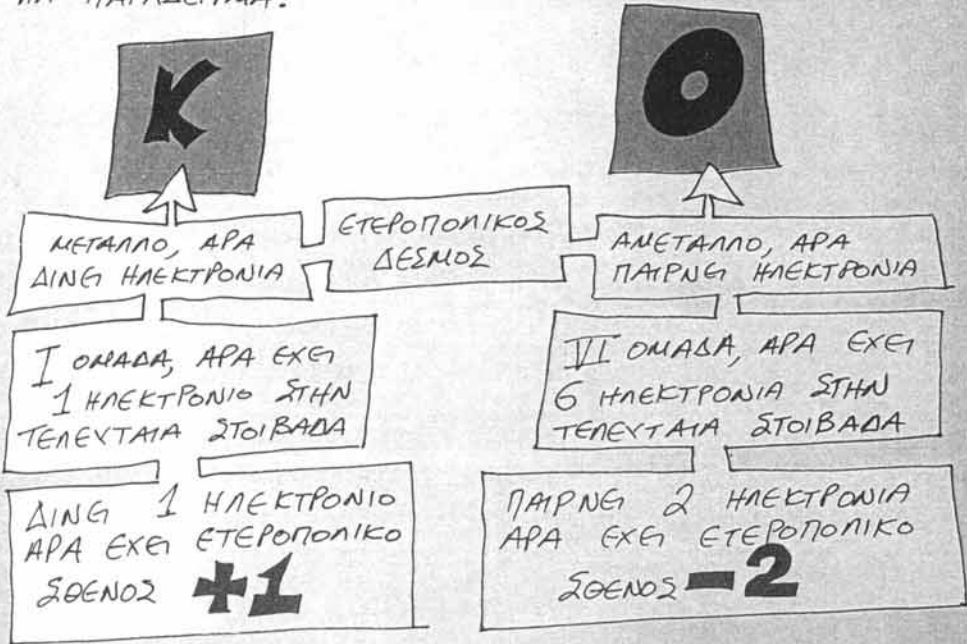 ΠΑΡΑΔΕΙΓΜΑ:
Κ
Ο
ΜΕΤΑΛΛΟ, ΑΡΑ
ΔΙΝΕΙ ΗΛΕΚΤΡΟΝΙΑ
ΕΤΕΡΟΠΟΛΙΚΟΣ
ΔΕΣΜΟΣ
ΑΜΕΤΑΛΛΟ, ΑΡΑ
ΠΑΙΡΝΕΙ ΗΛΕΚΤΡΟΝΙΑ
I ΟΜΑΔΑ, ΑΡΑ ΕΧΕΙ
1 ΗΛΕΚΤΡΟΝΙΟ ΣΤΗΝ
ΤΕΛΕΥΤΑΙΑ ΣΤΟΙΒΑΔΑ
VI ΟΜΑΔΑ, ΑΡΑ ΕΧΕΙ
6 ΗΛΕΚΤΡΟΝΙΑ ΣΤΗΝ
ΤΕΛΕΥΤΑΙΑ ΣΤΟΙΒΑΔΑ
ΔΙΝΕΙ 1 ΗΛΕΚΤΡΟΝΙΟ
ΑΡΑ ΕΧΕΙ ΕΤΕΡΟΠΟΛΙΚΟ
ΣΘΕΝΟΣ +1
ΠΑΙΡΝΕΙ 2 ΗΛΕΚΤΡΟΝΙΑ
ΑΡΑ ΕΧΕΙ ΕΤΕΡΟΠΟΛΙΚΟ
ΣΘΕΝΟΣ -2